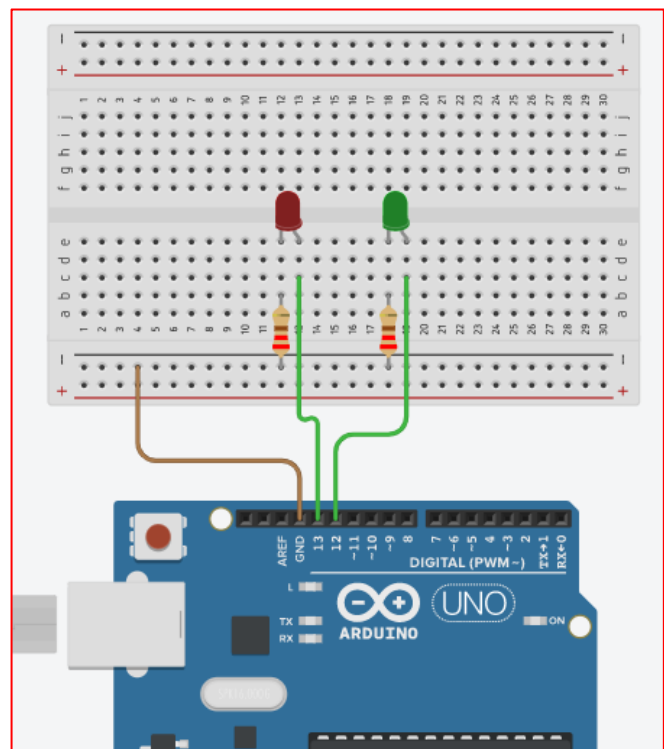 − −
+ +
1 2 3 4 5 6 7 8 9 10 11 12 13 14 15 16 17 18 19 20 21 22 23 24 25 26 27 28 29 30
j j
i i
h h
g g
f f
e e
d d
c c
b b
a a
1 2 3 4 5 6 7 8 9 10 11 12 13 14 15 17 18 20 21 22 23 24 25 26 27 28 29 30
− −
+ +
AREF GND 13 12 ~11 ~10 ~9 8 7 ~6 ~5 4 ~3 2 TX→1 RX←0
DIGITAL (PWM~)
L
TX
RX
ARDUINO
UNO
ON